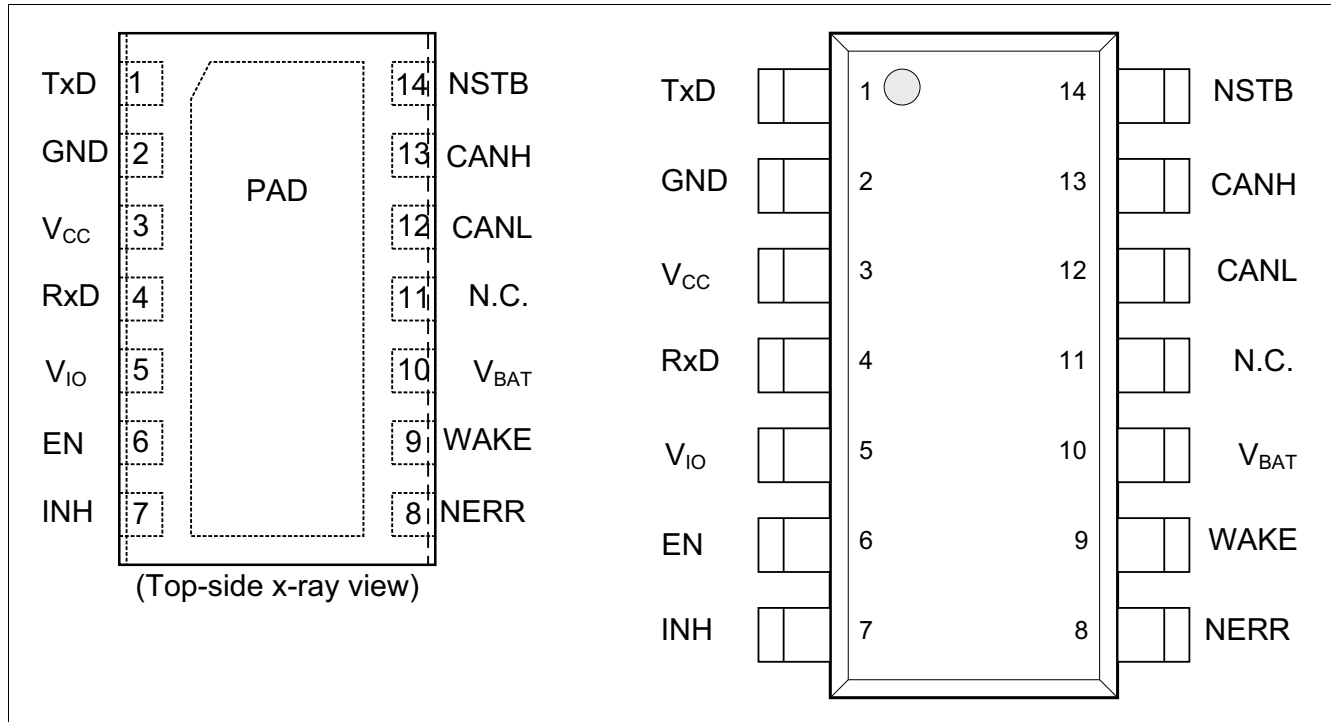 TxD 1 14 NSTB
GND 2 13 CANH
PAD
VCC 3 12 CANL
RxD 4 11 N.C.
VIO 5 10 VBAT
EN 6 9 WAKE
INH 7 8 NERR
(Top-side x-ray view)
TxD 1 14 NSTB
GND 2 13 CANH
VCC 3 12 CANL
RxD 4 11 N.C.
VIO 5 10 VBAT
EN 6 9 WAKE
INH 7 8 NERR